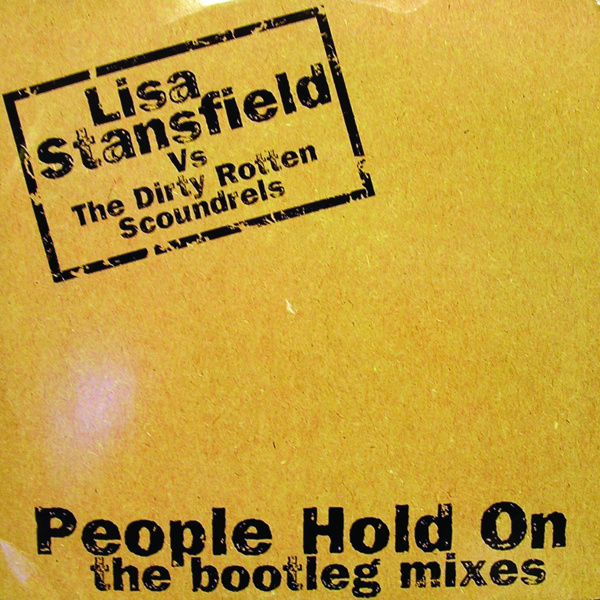 Lisa
Stansfield
Vs
The Dirty Rotten
Scoundrels
People Hold On
the bootleg mixes